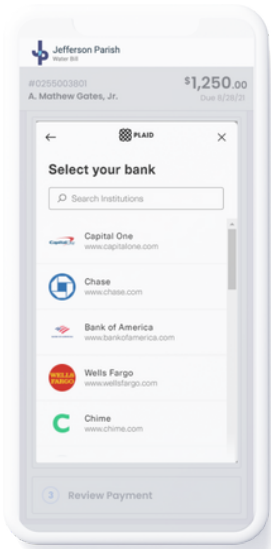 JP Jefferson Parish
Water Bill
#0255003801 $1,250.00
A. Mathew Gates, Jr. Due 8/28/21
PLAID
Select your bank
Search Institutions
Capital One
Capital One
www.capitalone.com
Chase
www.chase.com
Bank of America
www.bankofamerica.com
WELLS
FARGO
Wells Fargo
www.wellsfargo.com
C
Chime
www.chime.com
3 Review Payment